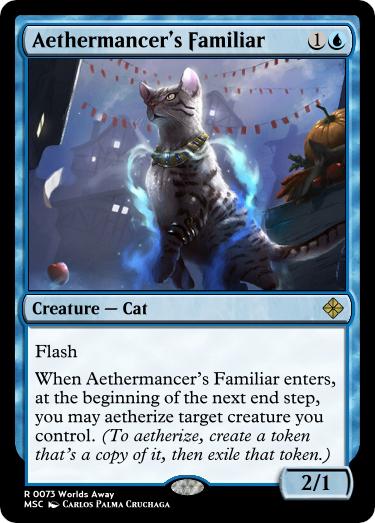 Aethermancer's Familiar 1
Creature — Cat
Flash
When Aethermancer's Familiar enters,
at the beginning of the next end step,
you may aetherize target creature you
control. (To aetherize, create a token
that's a copy of it, then exile that token.)
2/1
R 0073 Worlds Away
MSC Carlos Palma Cruchaga